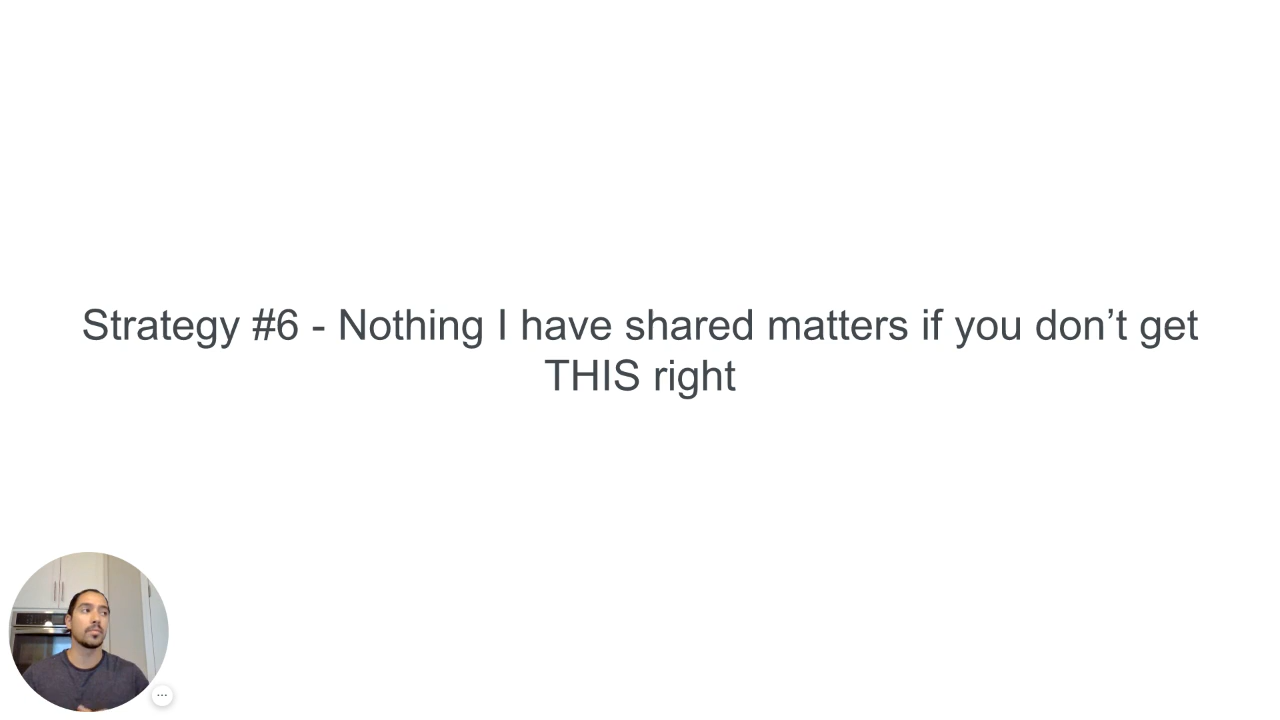 Strategy #6 - Nothing I have shared matters if you don’t get
THIS right